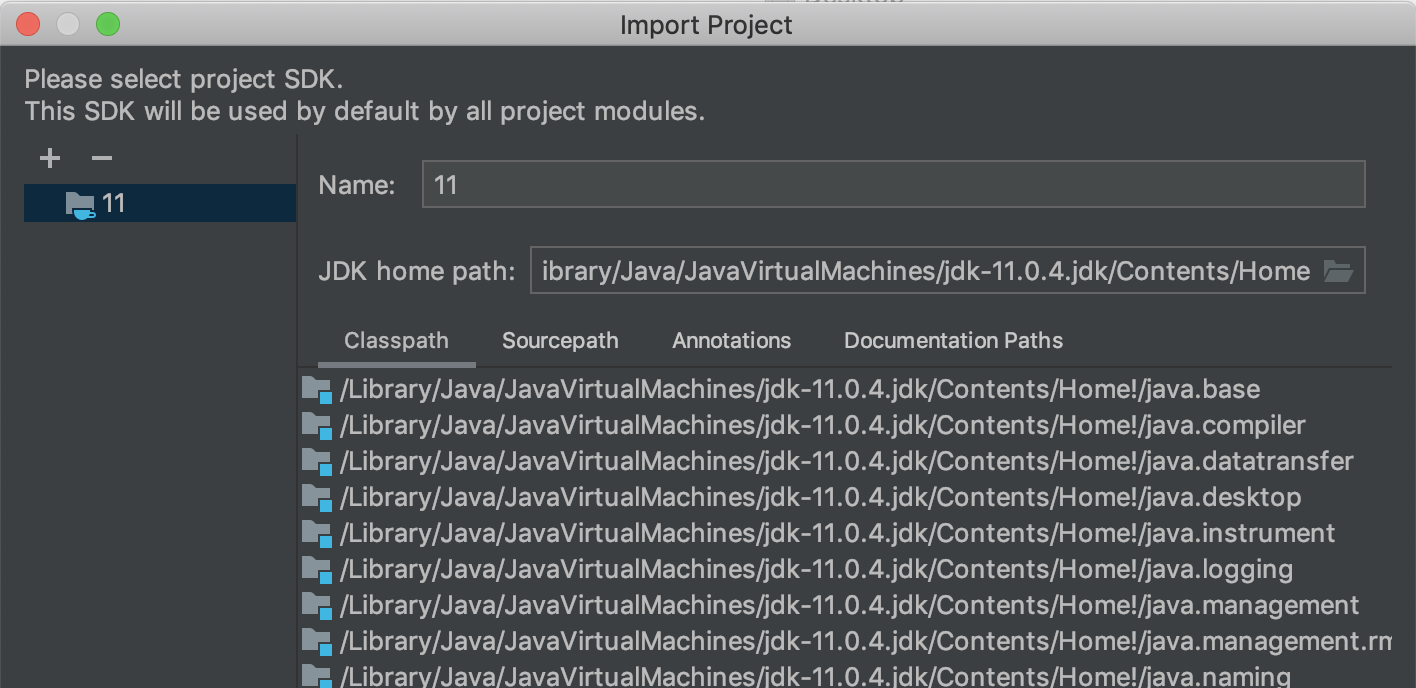 Import Project
Please select project SDK.
This SDK will be used by default by all project modules.
+ −
11
Name: 11
JDK home path: ibrary/Java/JavaVirtualMachines/jdk-11.0.4.jdk/Contents/Home
Classpath Sourcepath Annotations Documentation Paths
/Library/Java/JavaVirtualMachines/jdk-11.0.4.jdk/Contents/Home!/java.base
/Library/Java/JavaVirtualMachines/jdk-11.0.4.jdk/Contents/Home!/java.compiler
/Library/Java/JavaVirtualMachines/jdk-11.0.4.jdk/Contents/Home!/java.datatransfer
/Library/Java/JavaVirtualMachines/jdk-11.0.4.jdk/Contents/Home!/java.desktop
/Library/Java/JavaVirtualMachines/jdk-11.0.4.jdk/Contents/Home!/java.instrument
/Library/Java/JavaVirtualMachines/jdk-11.0.4.jdk/Contents/Home!/java.logging
/Library/Java/JavaVirtualMachines/jdk-11.0.4.jdk/Contents/Home!/java.management
/Library/Java/JavaVirtualMachines/jdk-11.0.4.jdk/Contents/Home!/java.management.rm
/Library/Java/JavaVirtualMachines/jdk-11.0.4.jdk/Contents/Home!/java.naming